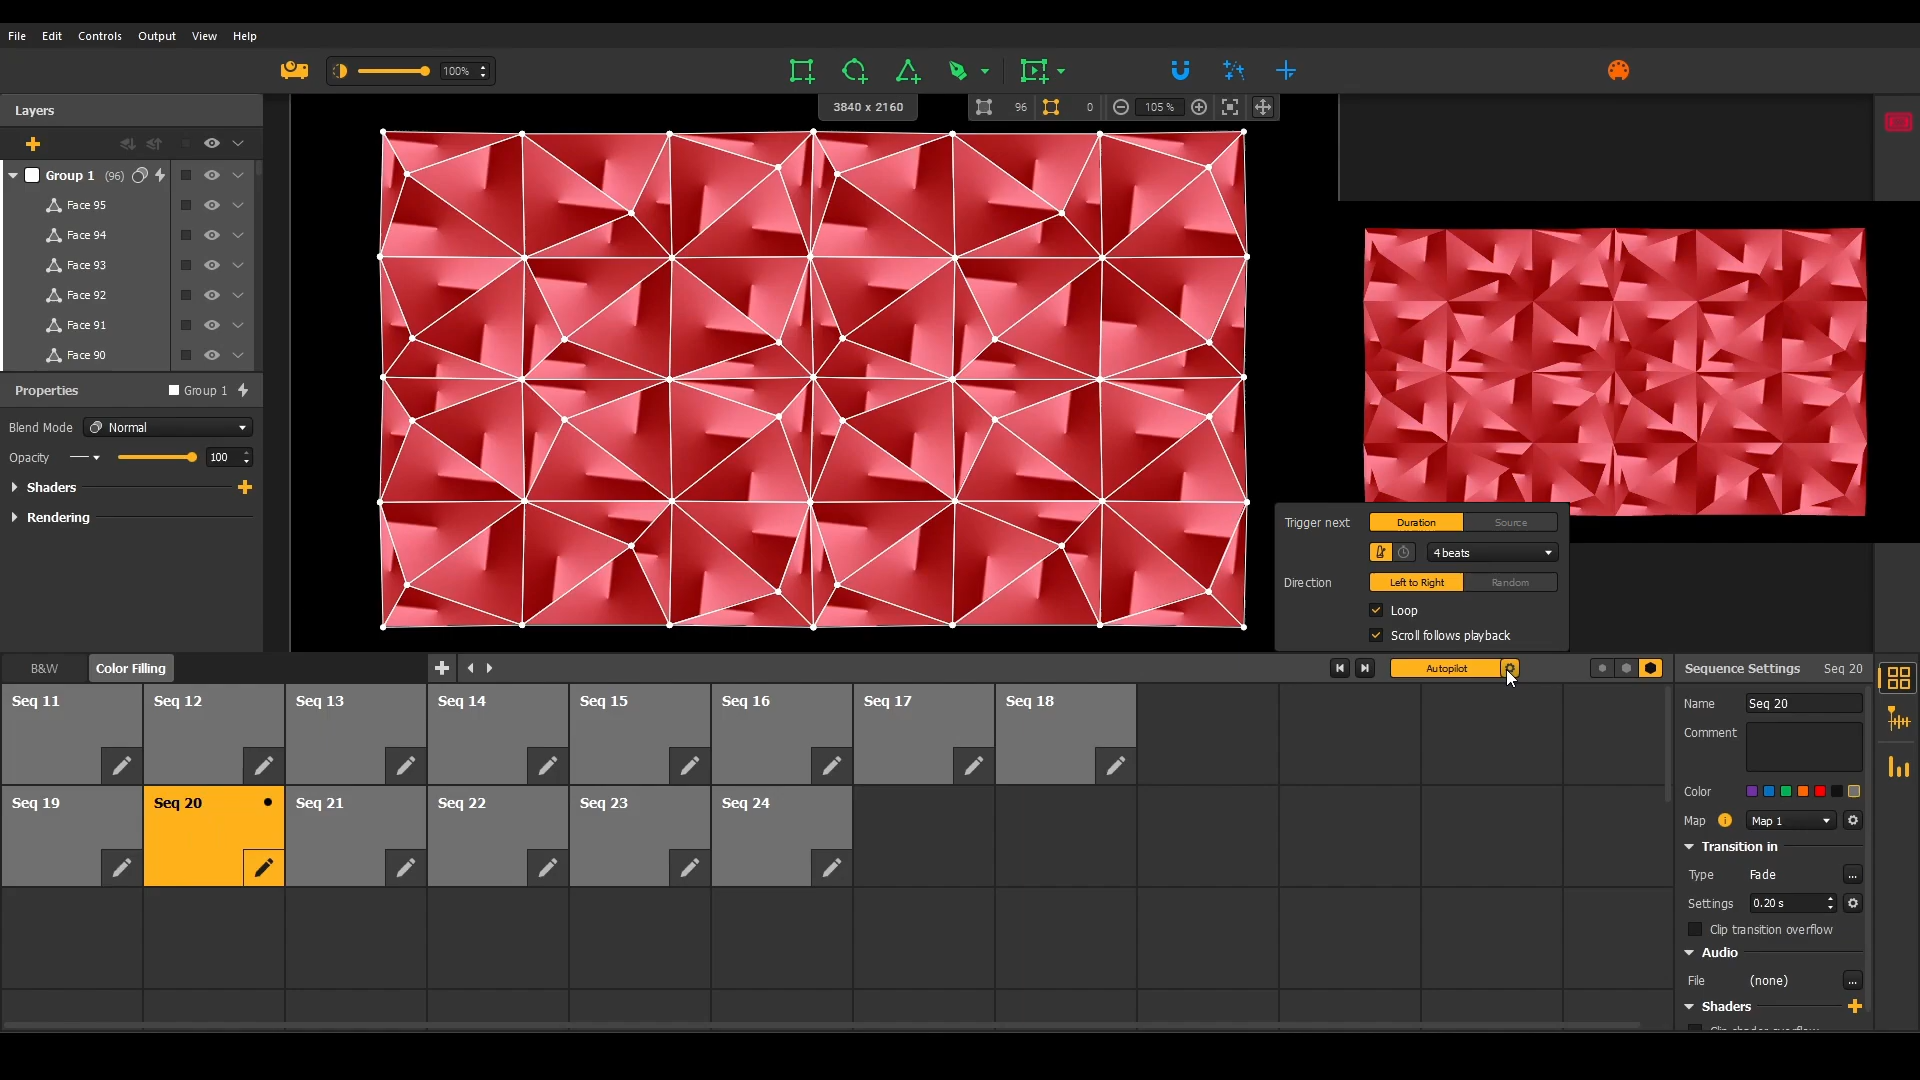 File Edit Controls Output View Help
100%
Layers
3840 x 2160 96 0 105 %
Group 1 (96)
Face 95
Face 94
Face 93
Face 92
Face 91
Face 90
Properties Group 1
Blend Mode Normal
Opacity 100
Shaders
Rendering
Trigger next Duration Source
4 beats
Direction Left to Right Random
Loop
Scroll follows playback
B&W Color Filling Autopilot
Seq 11 Seq 12 Seq 13 Seq 14 Seq 15 Seq 16 Seq 17 Seq 18
Seq 19 Seq 20 Seq 21 Seq 22 Seq 23 Seq 24
Sequence Settings Seq 20
Name Seq 20
Comment
Color
Map Map 1
Transition in
Type Fade ...
Settings 0.20 s
Clip transition overflow
Audio
File (none) ...
Shaders